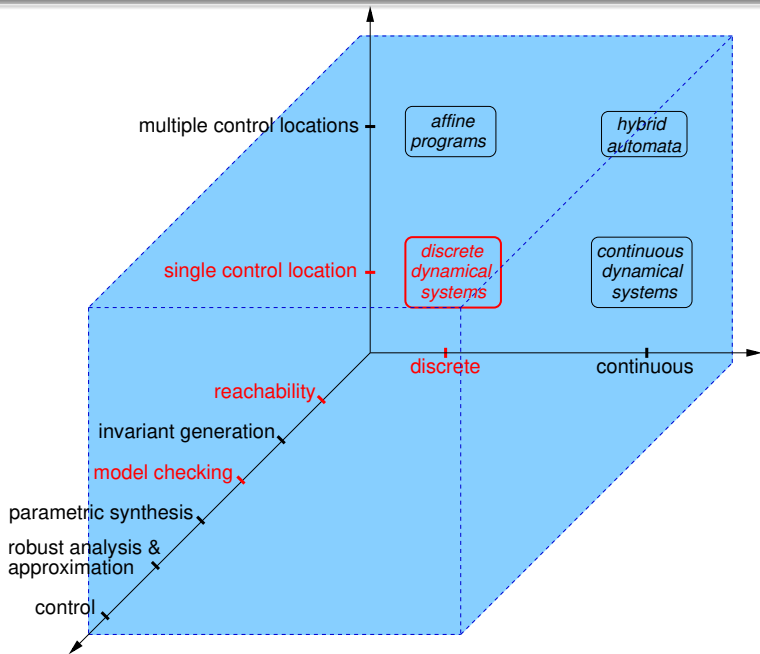 multiple control locations
affine
programs
hybrid
automata
single control location
discrete
dynamical
systems
continuous
dynamical
systems
discrete
continuous
reachability
invariant generation
model checking
parametric synthesis
robust analysis &
approximation
control